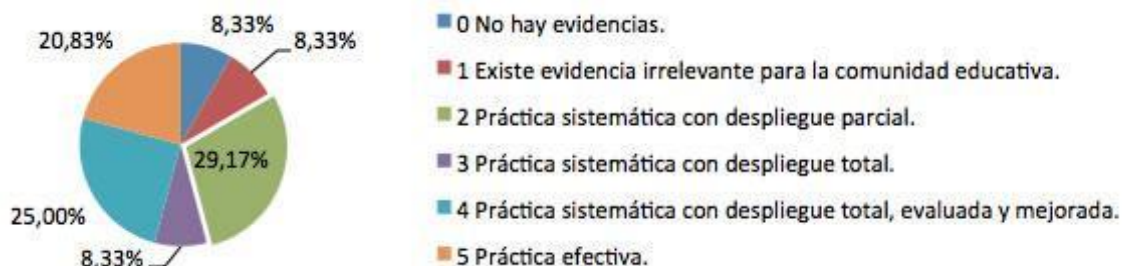 8,33%
8,33%
20,83%
29,17%
25,00%
8,33%
0 No hay evidencias.
1 Existe evidencia irrelevante para la comunidad educativa.
2 Práctica sistemática con despliegue parcial.
3 Práctica sistemática con despliegue total.
4 Práctica sistemática con despliegue total, evaluada y mejorada.
5 Práctica efectiva.